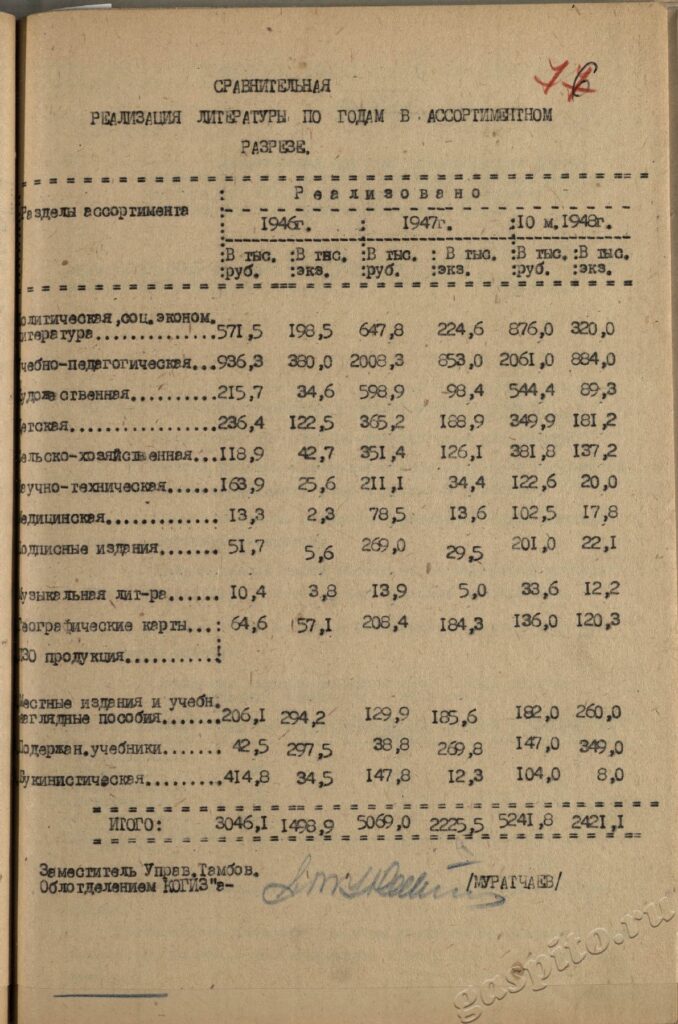 СРАВНИТЕЛЬНАЯ
РЕАЛИЗАЦИЯ ЛИТЕРАТУРЫ ПО ГОДАМ В АССОРТИМЕНТНОМ
РАЗРЕЗЕ.
Разделы ассортимента : Реализовано
: 1946г. : 1947г. :10 м.1948г.
:В тыс. :В тыс. :В тыс. : В тыс. :В тыс. :В тыс.
:руб. :экз. :руб. :экз. :руб. :экз.
олитическая,соц.эконом.
итература...............571,5 198,5 647,8 224,6 876,0 320,0
чебно-педагогическая...936,3 380,0 2008,3 853,0 2061,0 884,0
удожественная..........215,7 34,6 598,9 98,4 544,4 89,3
етская.................236,4 122,5 365,2 188,9 349,9 181,2
ельско-хозяйственная...118,9 42,7 351,4 126,1 381,8 137,2
аучно-техническая......163,9 25,6 211,1 34,4 122,6 20,0
едицинская.............. 13,3 2,3 78,5 13,6 102,5 17,8
одписные издания....... 51,7 5,6 269,0 29,5 201,0 22,1
узыкальная лит-ра...... 10,4 3,8 13,9 5,0 33,6 12,2
еографические карты...: 64,6 57,1 208,4 184,3 136,0 120,3
ИЗО продукция...........:
естные издания и учебн.
аглядные пособия.......206,1 294,2 129,9 185,6 182,0 260,0
одержан.учебники....... 42,5 297,5 38,8 269,8 147,0 349,0
укинистическая.........414,8 34,5 147,8 12,3 104,0 8,0
ИТОГО: 3046,1 1498,9 5069,0 2225,5 5241,8 2421,1
Заместитель Управ.Тамбов.
Облотделением КОГИЗ"а- /МУРАТЧАЕВ/
gaspito.ru